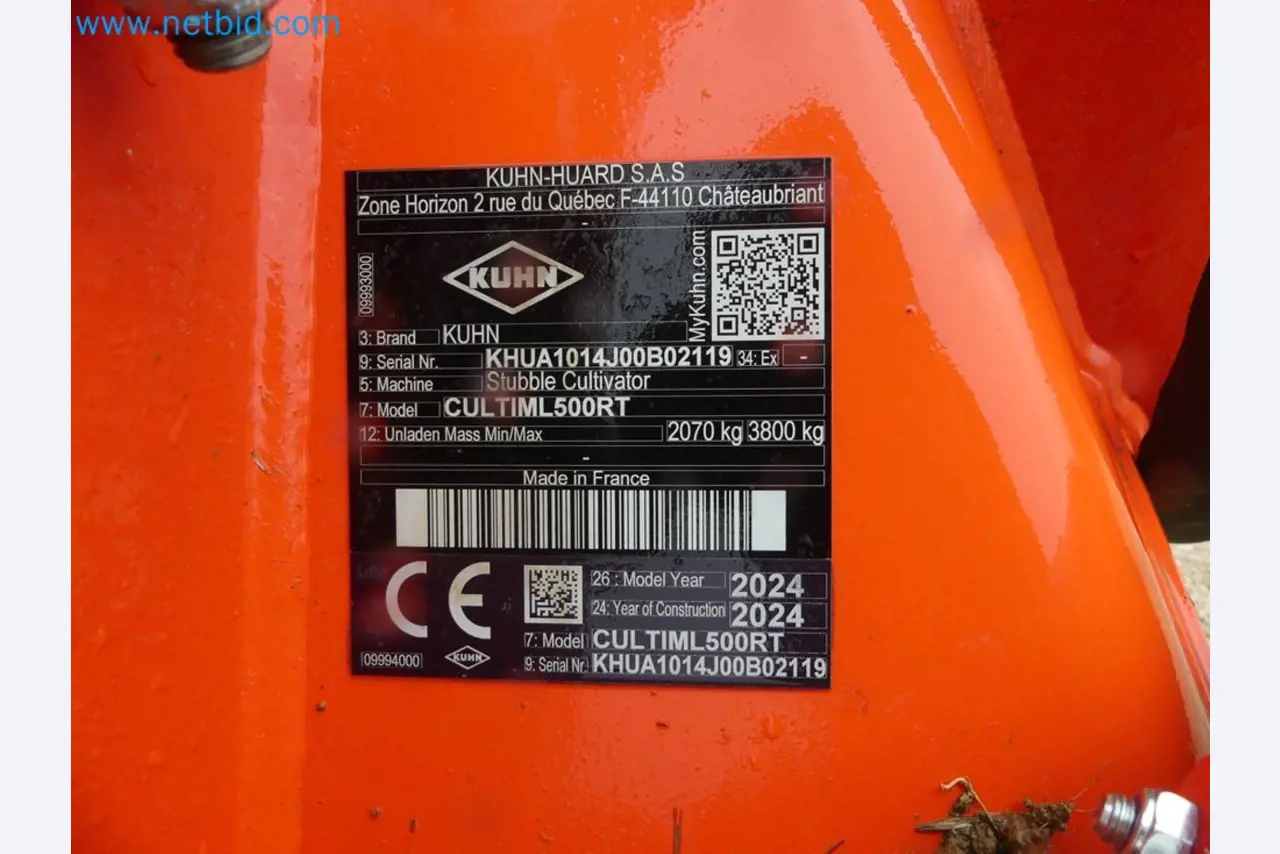 www.netbid.com
KUHN-HUARD S.A.S
Zone Horizon 2 rue du Québec F-44110 Châteaubriant
-
09993000
KUHN
MyKuhn.com
3: Brand KUHN
9: Serial Nr. KHUA1014J00B02119 34: Ex -
5: Machine Stubble Cultivator
7: Model CULTIML500RT
12: Unladen Mass Min/Max 2070 kg 3800 kg
-
Made in France
CE
26 : Model Year 2024
24: Year of Construction 2024
7: Model CULTIML500RT
09994000 KUHN 9: Serial Nr. KHUA1014J00B02119